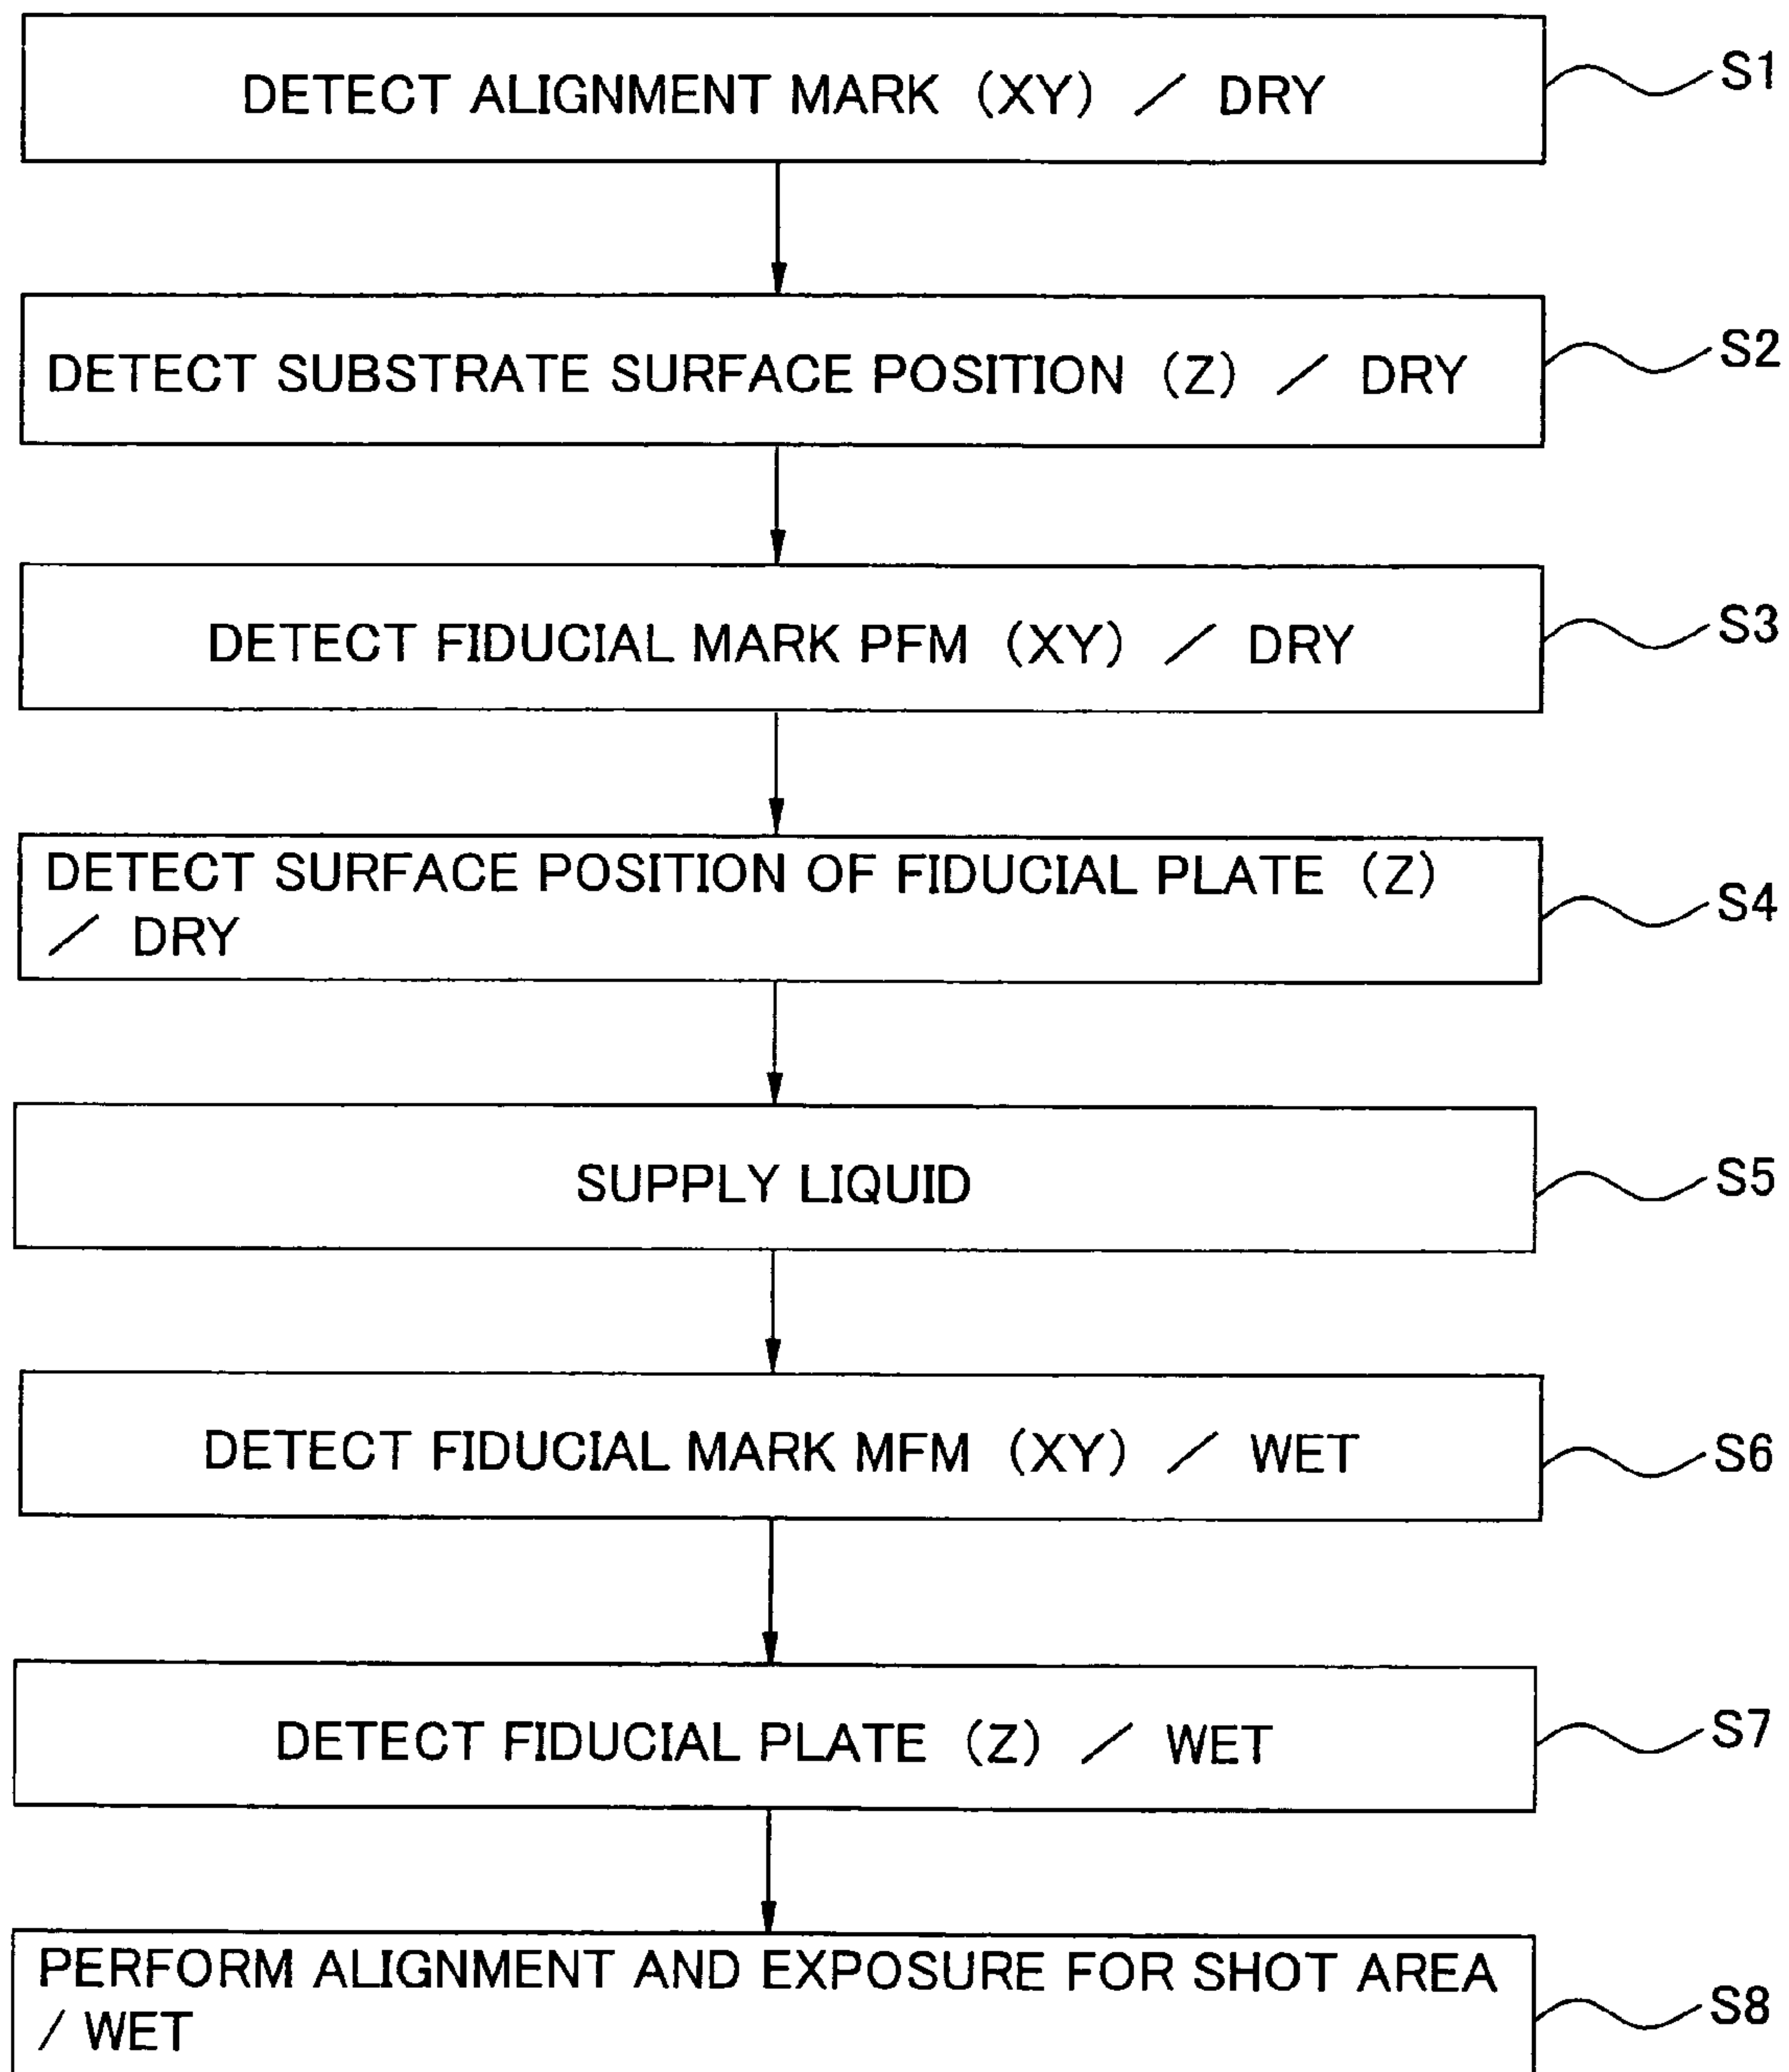 DETECT ALIGNMENT MARK (XY) / DRY
S1
DETECT SUBSTRATE SURFACE POSITION (Z) / DRY
S2
DETECT FIDUCIAL MARK PFM (XY) / DRY
S3
DETECT SURFACE POSITION OF FIDUCIAL PLATE (Z)
/ DRY
S4
SUPPLY LIQUID
S5
DETECT FIDUCIAL MARK MFM (XY) / WET
S6
DETECT FIDUCIAL PLATE (Z) / WET
S7
PERFORM ALIGNMENT AND EXPOSURE FOR SHOT AREA
/ WET
S8